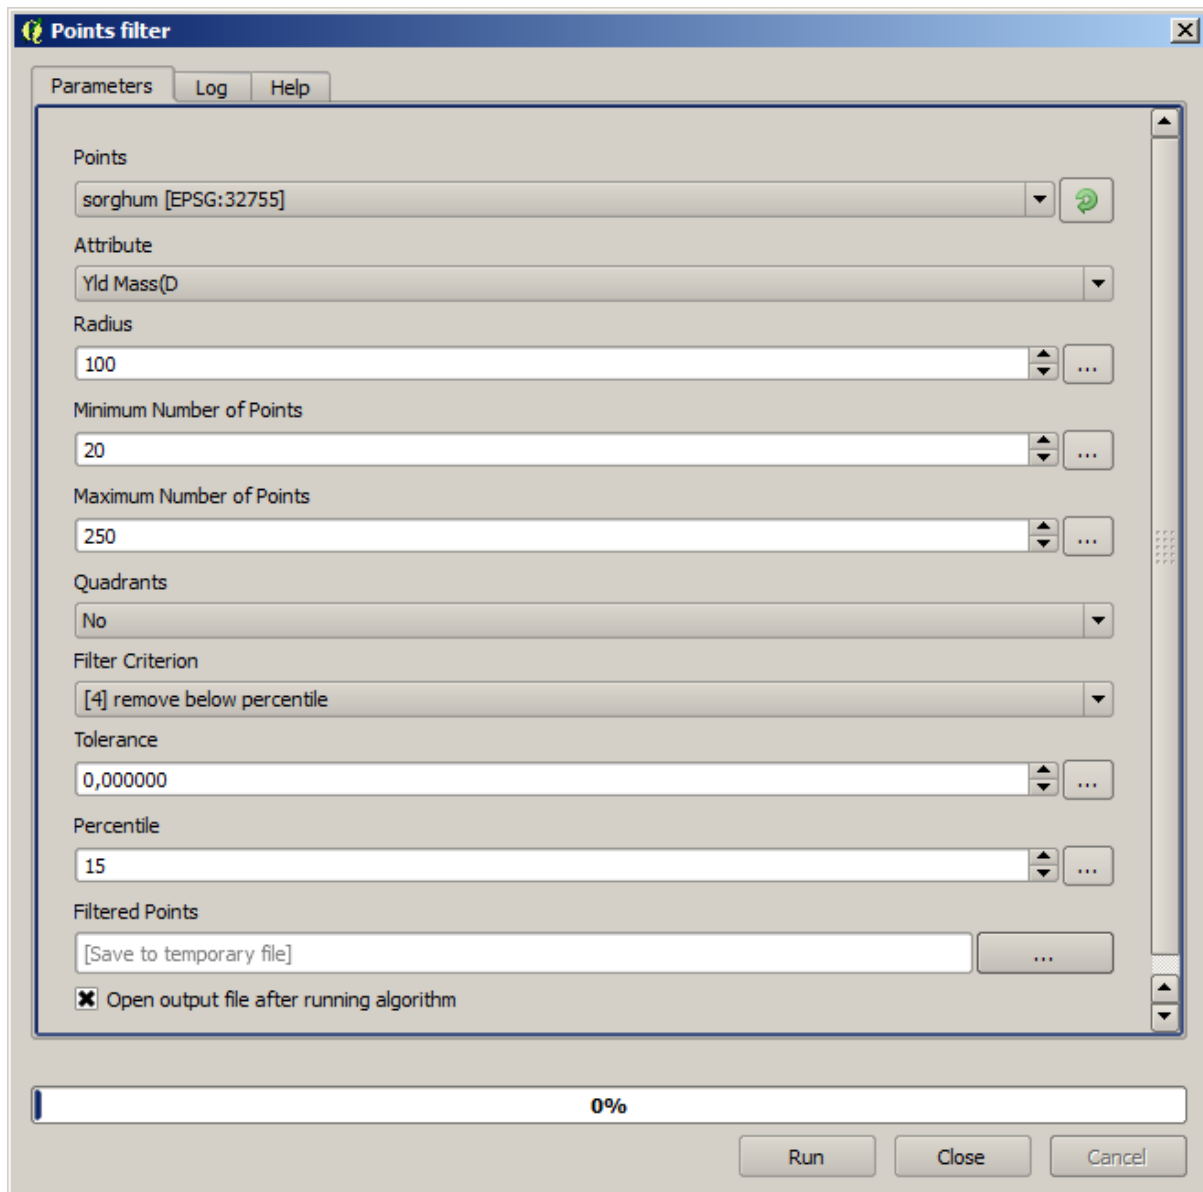 Points filter
Parameters Log Help
Points
sorghum [EPSG:32755]
Attribute
Yld Mass(D
Radius
100
...
Minimum Number of Points
20
...
Maximum Number of Points
250
...
Quadrants
No
Filter Criterion
[4] remove below percentile
Tolerance
0,000000
...
Percentile
15
...
Filtered Points
[Save to temporary file]
...
Open output file after running algorithm
0%
Run Close Cancel